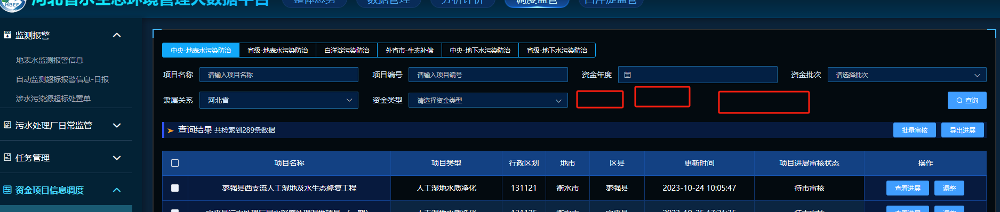 河北省水生态环境管理大数据平台 整体态势 数据管理 分析评价 调度监管 白洋淀监管
HBEE
监测报警
地表水监测报警信息
自动监测超标报警信息-日报
涉水污染源超标处置单
污水处理厂日常监管
任务管理
资金项目信息调度
中央-地表水污染防治 省级-地表水污染防治 白洋淀污染防治 外省市-生态补偿 中央-地下水污染防治 省级-地下水污染防治
项目名称 请输入项目名称 项目编号 请输入项目编号 资金年度 资金批次 请选择批次
隶属关系 河北省 资金类型 请选择资金类型 查询
查询结果 共检索到289条数据 批量审核 导出进展
项目名称 项目类型 行政区划 地市 区县 更新时间 项目进展审核状态 操作
枣强县西支流人工湿地及水生态修复工程 人工湿地水质净化 131121 衡水市 枣强县 2023-10-24 10:05:47 待市审核 查看进展 调整